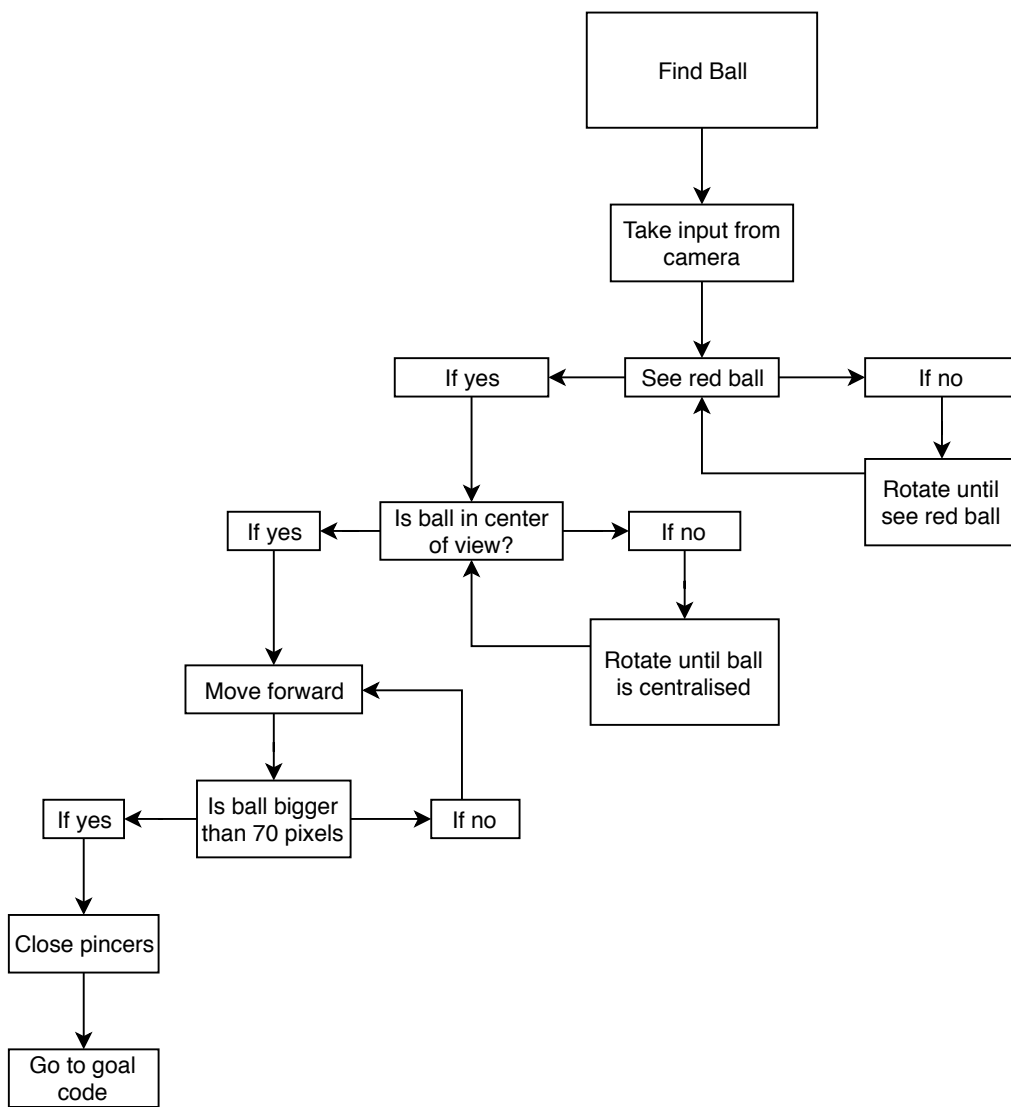 Find Ball
Take input from
camera
If yes
See red ball
If no
Rotate until
see red ball
If yes
Is ball in center
of view?
If no
Rotate until ball
is centralised
Move forward
If yes
Is ball bigger
than 70 pixels
If no
Close pincers
Go to goal
code